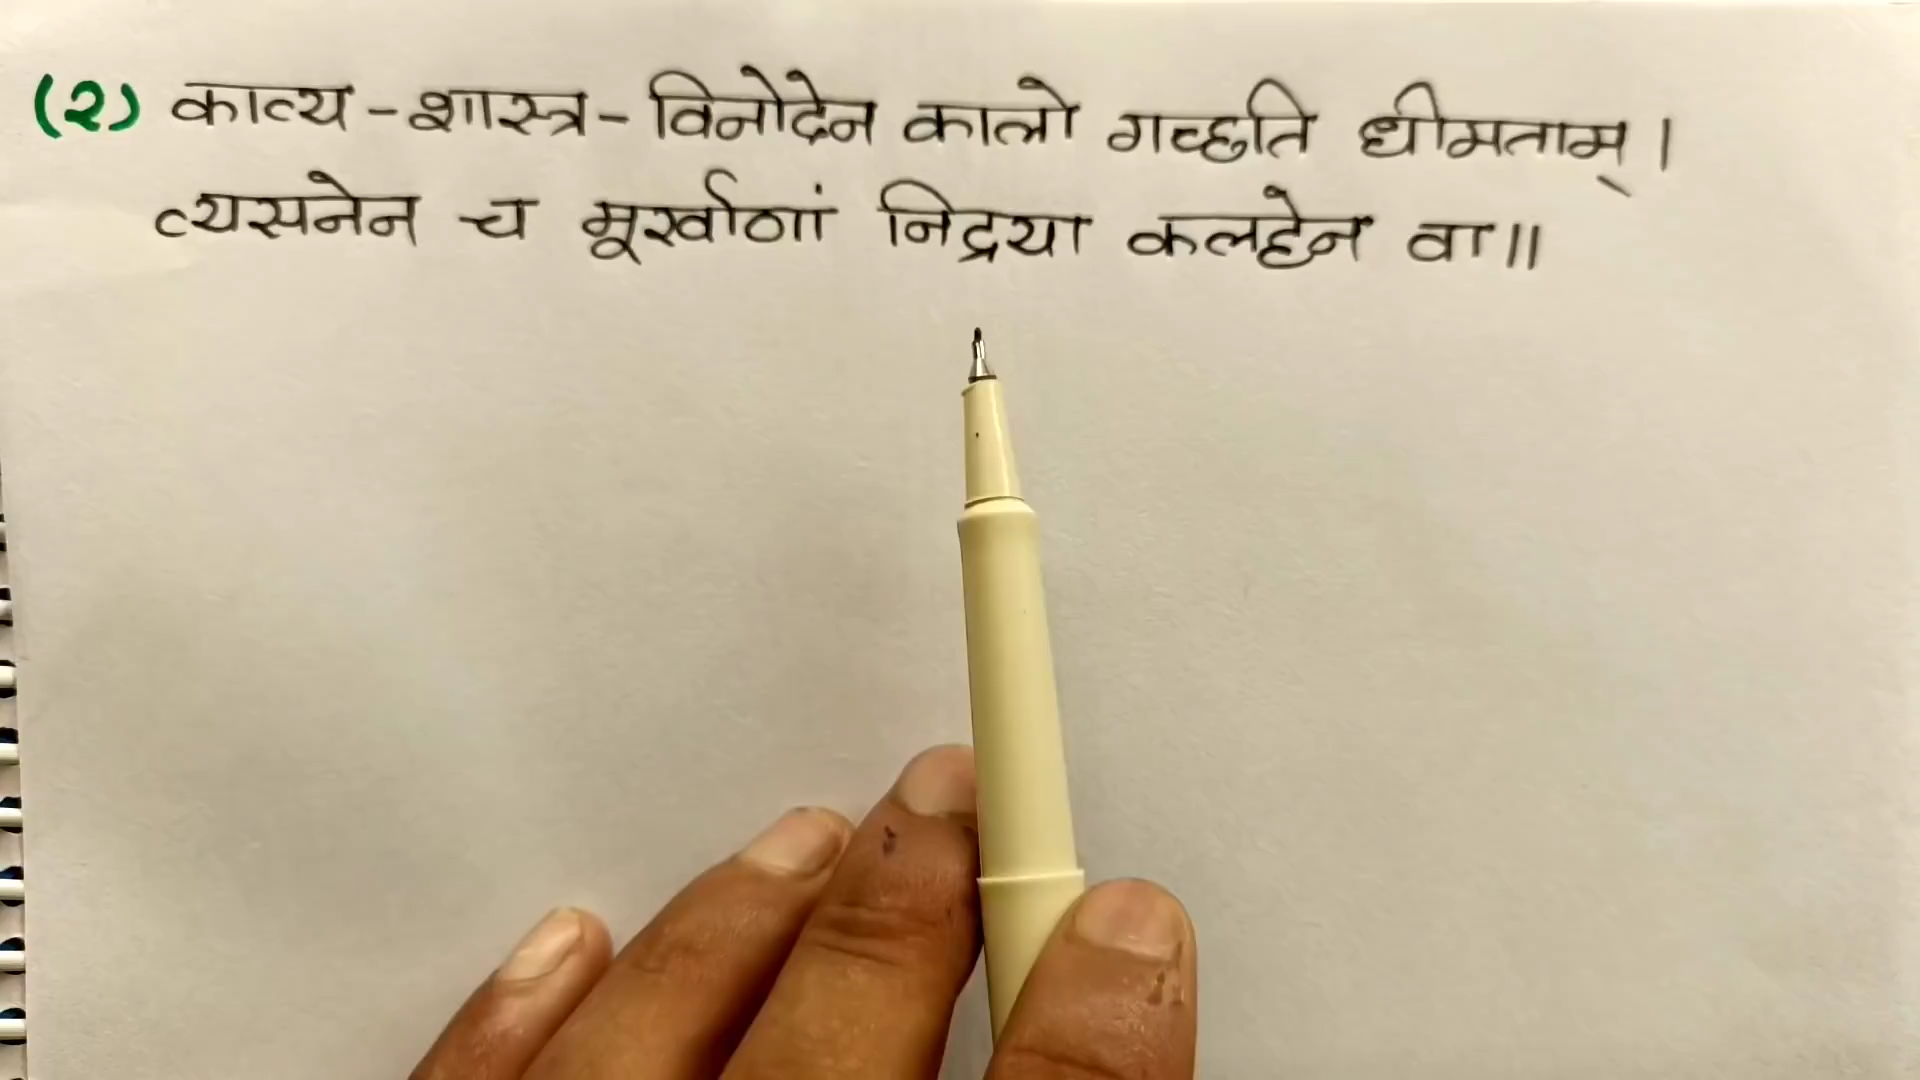 (२) काव्य - शास्त्र - विनोदेन कालो गच्छति धीमताम् ।
व्यसनेन च मूर्खाणां निद्रया कलहेन वा ॥